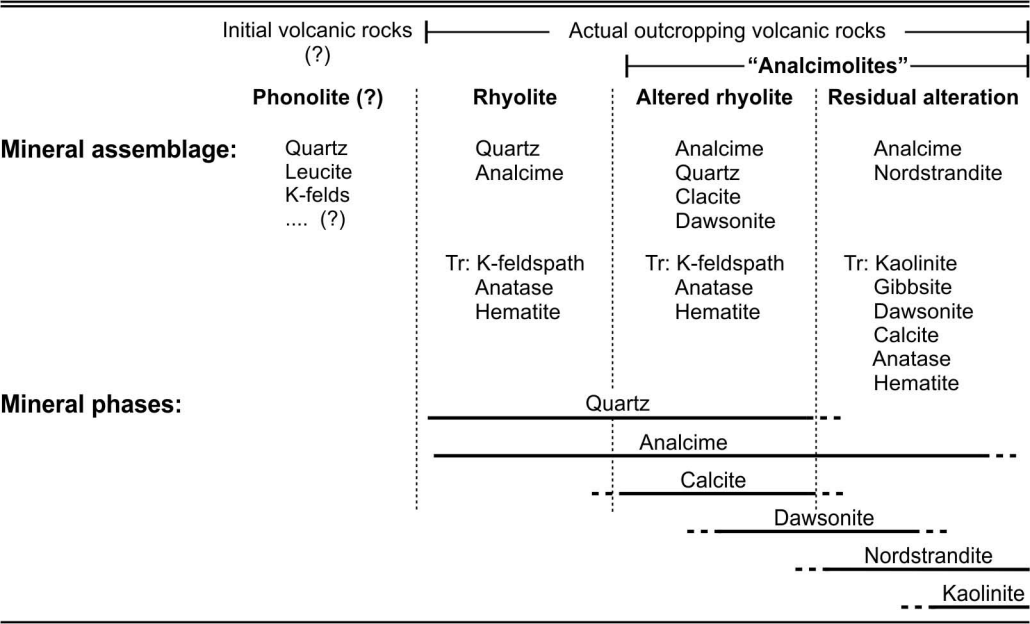 Initial volcanic rocks Actual outcropping volcanic rocks
(?)
“Analcimolites”
Phonolite (?) Rhyolite Altered rhyolite Residual alteration
Mineral assemblage: Quartz Quartz Analcime Analcime
Leucite Analcime Quartz Nordstrandite
K-felds Clacite
.... (?) Dawsonite
Tr: K-feldspath Tr: K-feldspath Tr: Kaolinite
Anatase Anatase Gibbsite
Hematite Hematite Dawsonite
Calcite
Anatase
Hematite
Mineral phases: Quartz
Analcime
Calcite
Dawsonite
Nordstrandite
Kaolinite